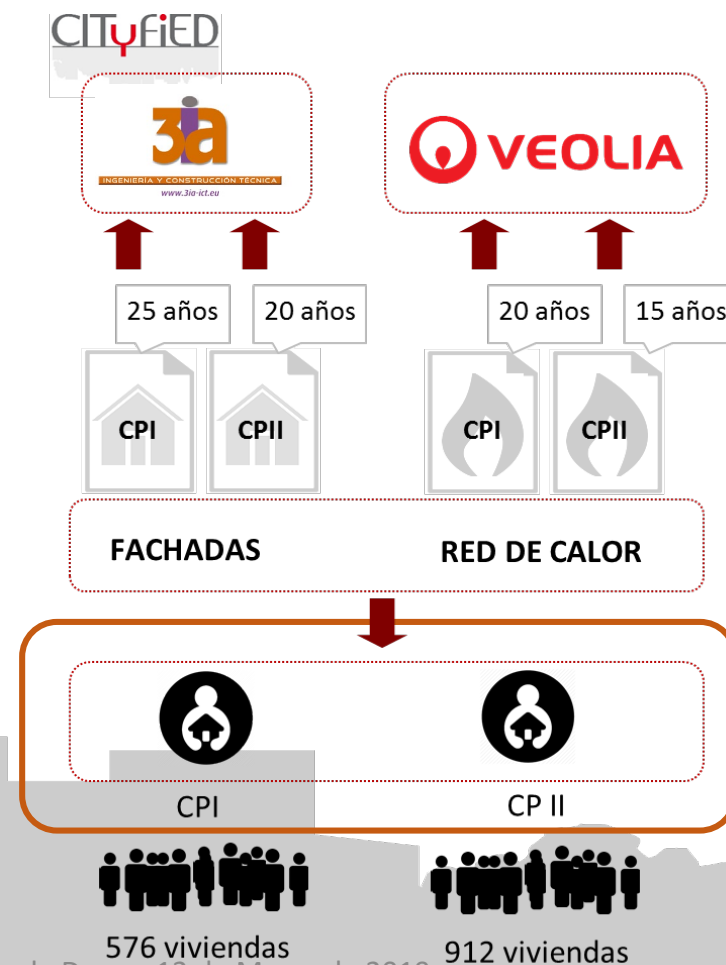 CITyFiED
3ia
INGENIERÍA Y CONSTRUCCIÓN TÉCNICA
www.3ia-ict.eu
VEOLIA
25 años
20 años
20 años
15 años
CPI
CPII
CPI
CPII
FACHADAS
RED DE CALOR
CPI
CP II
576 viviendas
912 viviendas